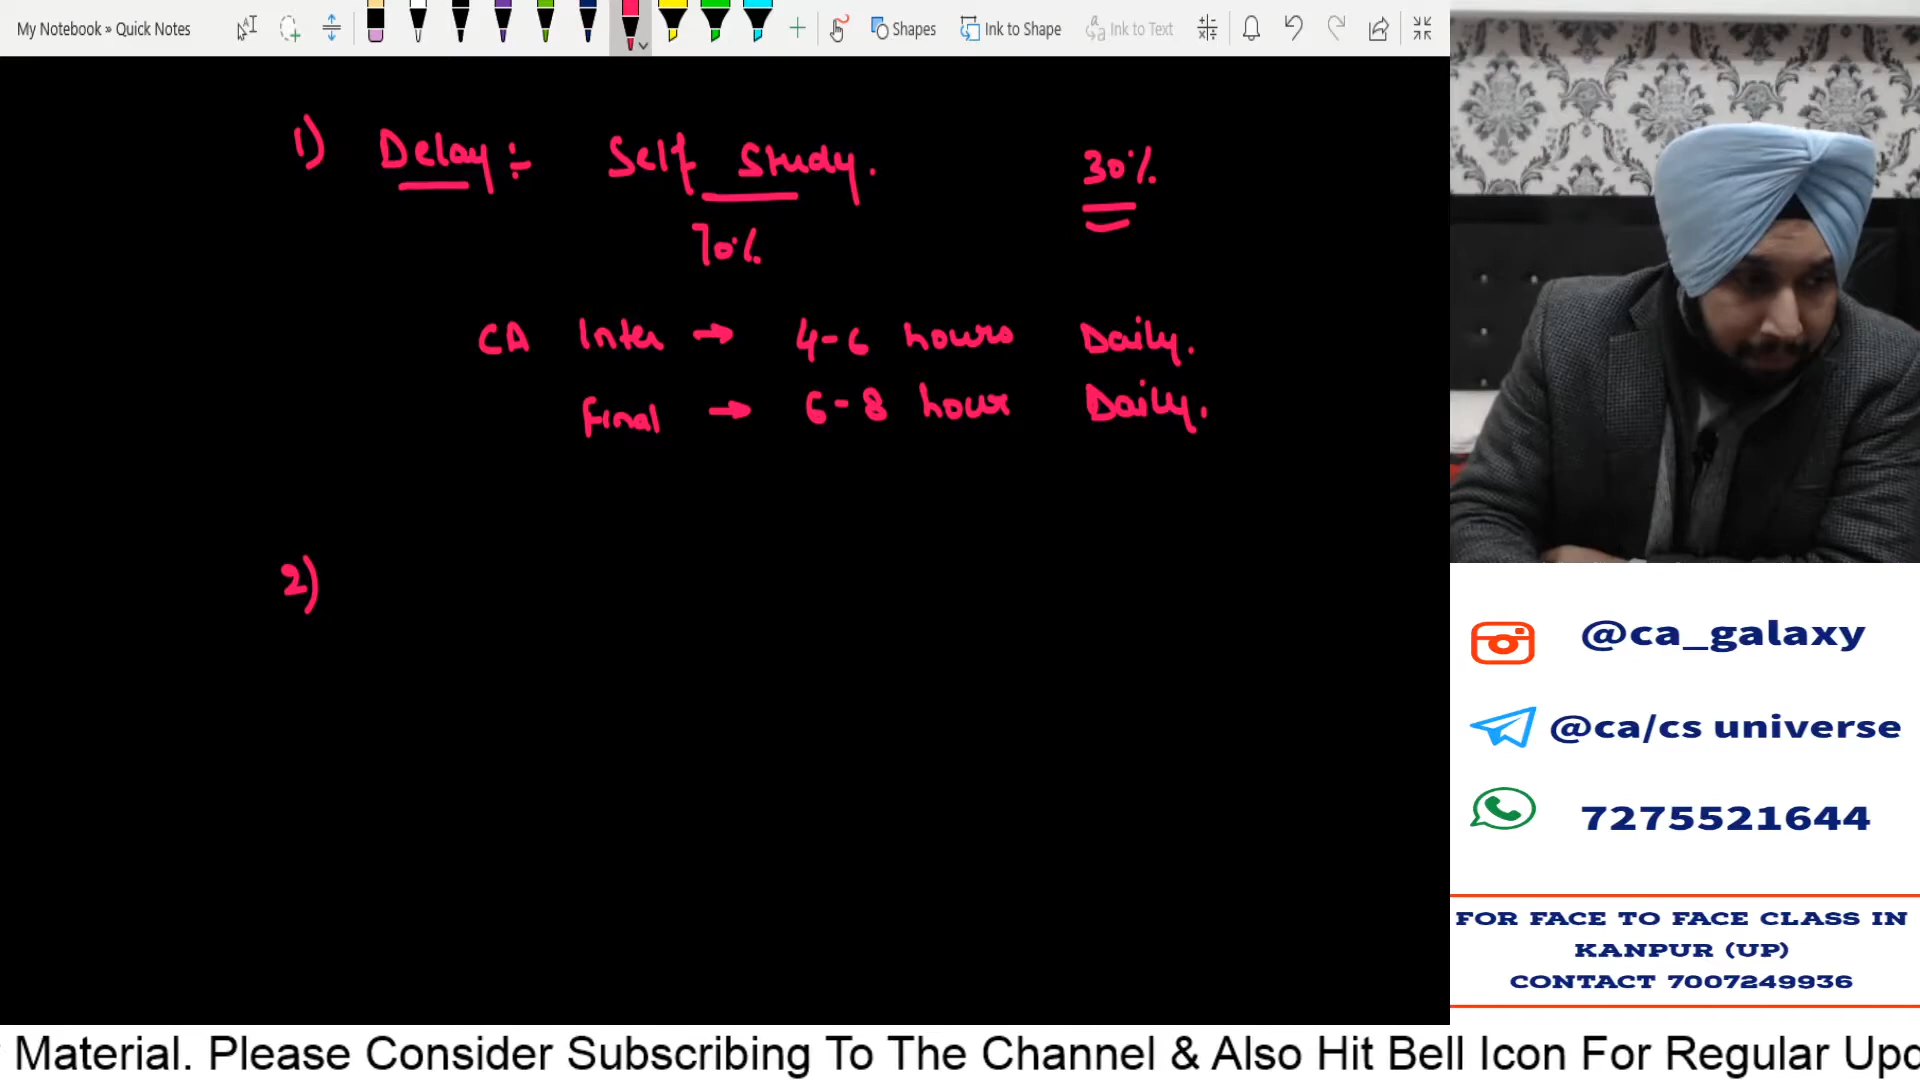 My Notebook » Quick Notes
Shapes
Ink to Shape
Ink to Text
1) Delay :- Self Study. 30%
70%
CA Inter → 4-6 hours Daily.
Final → 6-8 hour Daily.
2)
@ca_galaxy
@ca/cs universe
7275521644
FOR FACE TO FACE CLASS IN
KANPUR (UP)
CONTACT 7007249936
Material. Please Consider Subscribing To The Channel & Also Hit Bell Icon For Regular Upd